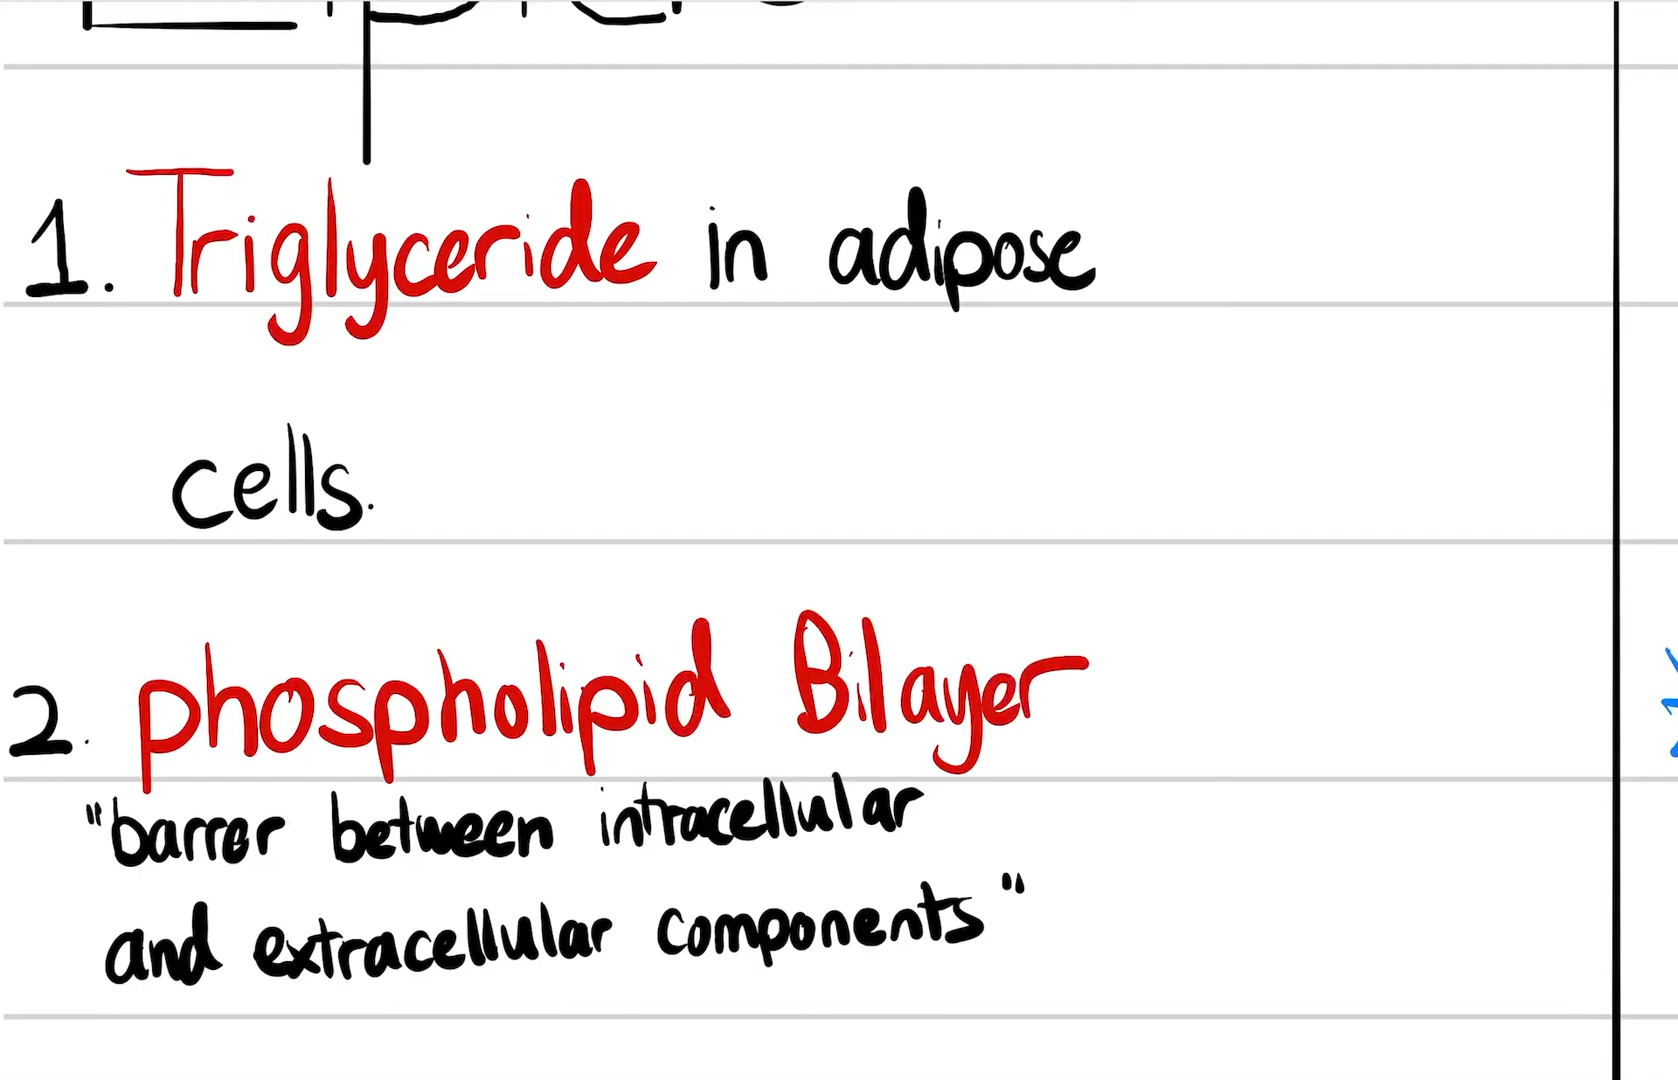 1. Triglyceride in adipose
cells.
2. phospholipid Bilayer
"barrer between intracellular
and extracellular components"